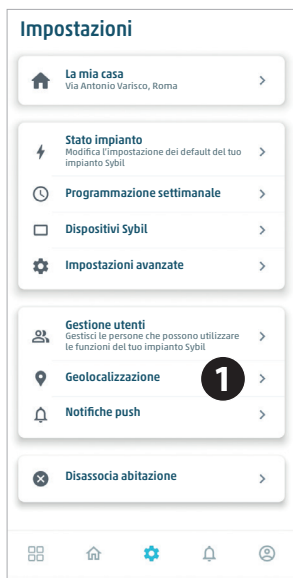 Impostazioni
La mia casa
Via Antonio Varisco, Roma
Stato impianto
Modifica l'impostazione dei default del tuo
impianto Sybil
Programmazione settimanale
Dispositivi Sybil
Impostazioni avanzate
Gestione utenti
Gestisci le persone che possono utilizzare
le funzioni del tuo impianto Sybil
Geolocalizzazione
1
Notifiche push
Disassocia abitazione